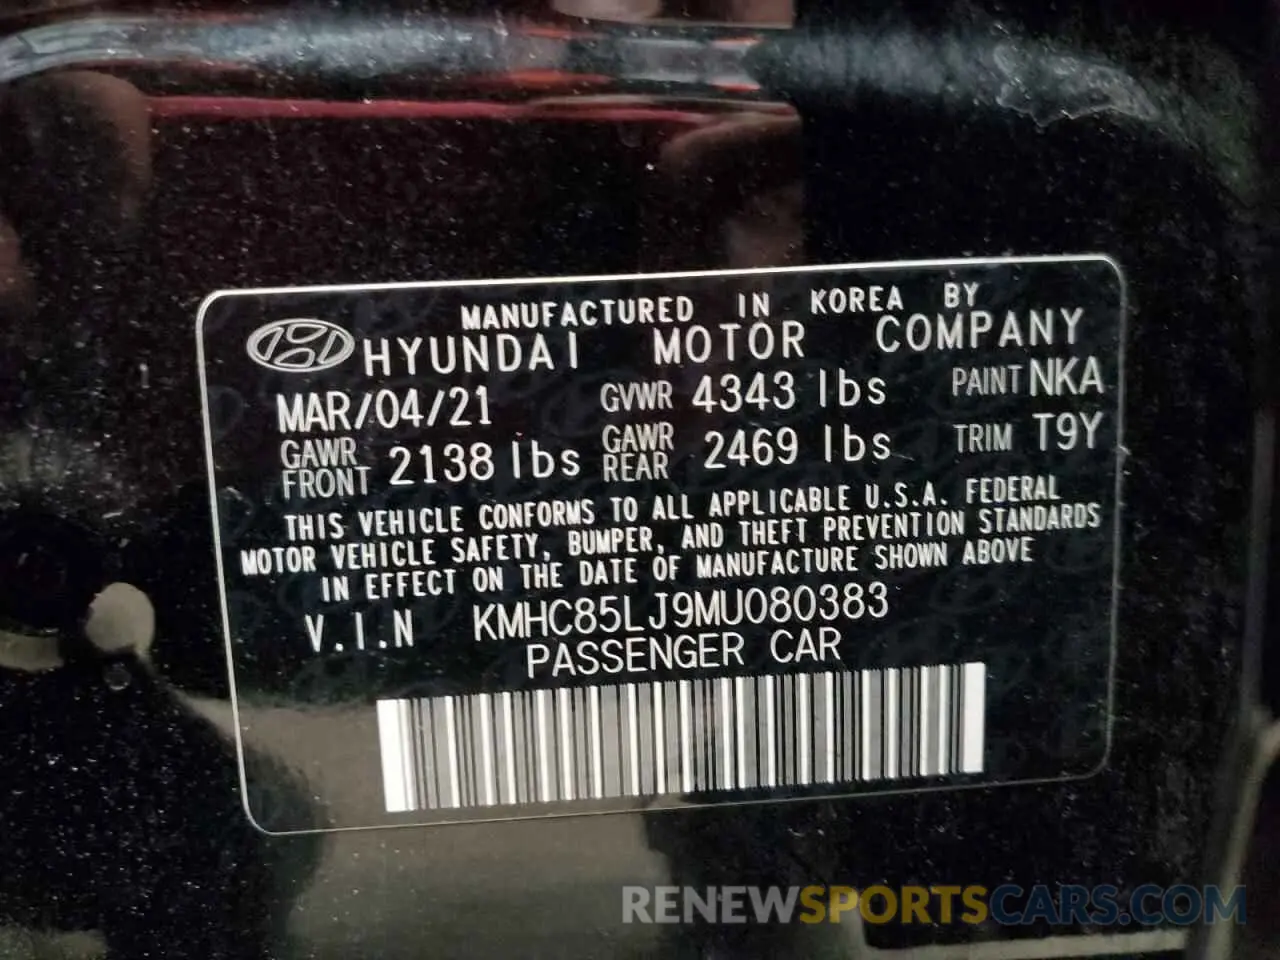 MANUFACTURED IN KOREA BY
HYUNDAI MOTOR COMPANY
MAR/04/21 GVWR 4343 lbs PAINT NKA
GAWR FRONT 2138 lbs GAWR REAR 2469 lbs TRIM T9Y
THIS VEHICLE CONFORMS TO ALL APPLICABLE U.S.A. FEDERAL
MOTOR VEHICLE SAFETY, BUMPER, AND THEFT PREVENTION STANDARDS
IN EFFECT ON THE DATE OF MANUFACTURE SHOWN ABOVE
V.I.N KMHC85LJ9MU080383
PASSENGER CAR
RENEWSPORTSCARS.COM